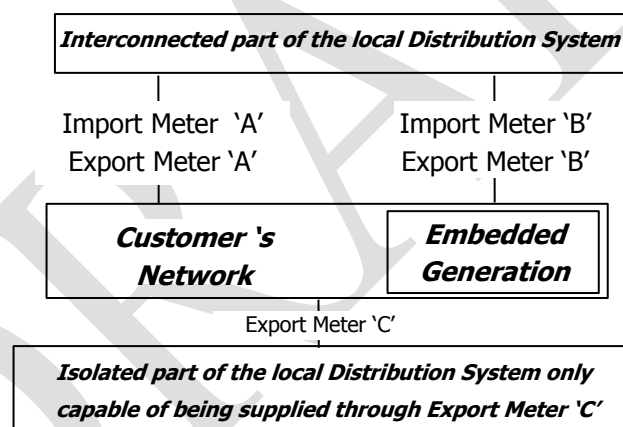 Interconnected part of the local Distribution System
Import Meter ‘A’ Import Meter ‘B’
Export Meter ‘A’ Export Meter ‘B’
Customer ‘s Embedded
Network Generation
Export Meter ‘C’
Isolated part of the local Distribution System only
capable of being supplied through Export Meter ‘C’